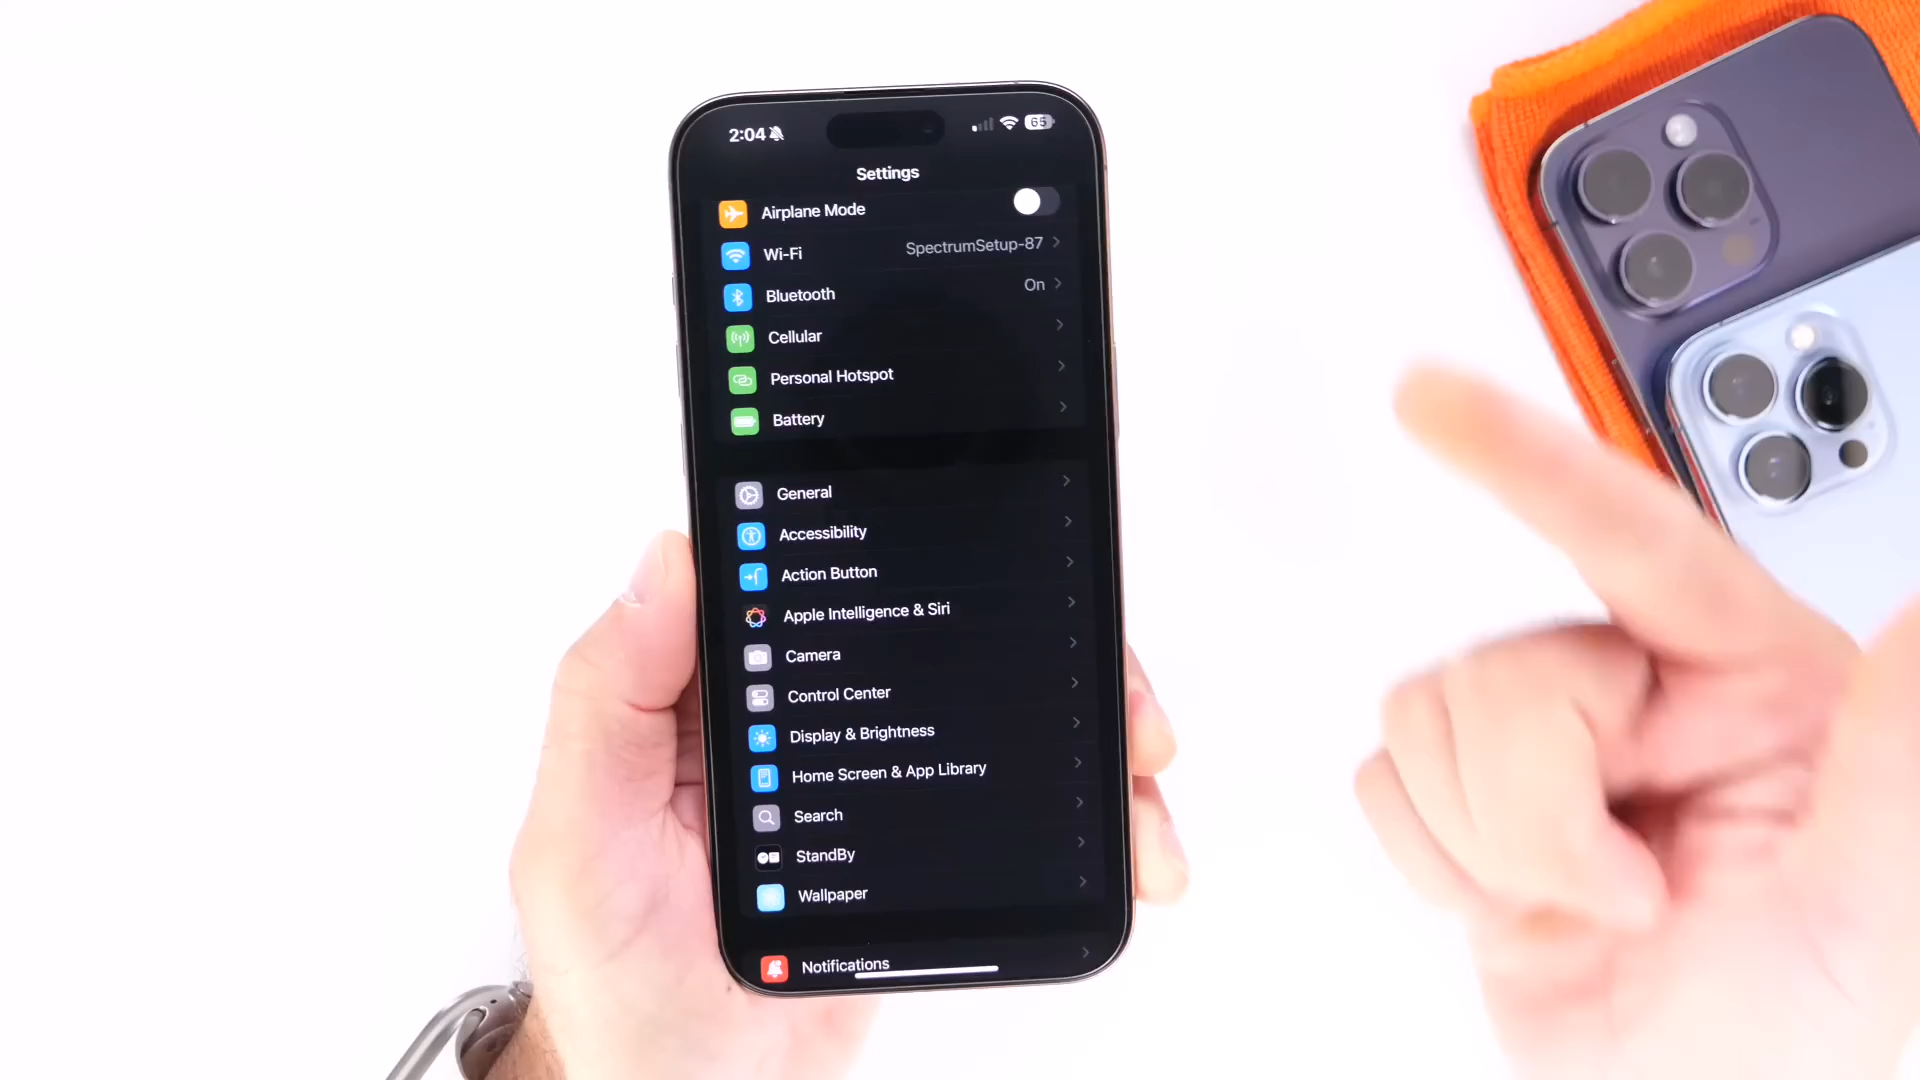 2:04
65
Settings
Airplane Mode
Wi-Fi SpectrumSetup-87
Bluetooth On
Cellular
Personal Hotspot
Battery
General
Accessibility
Action Button
Apple Intelligence & Siri
Camera
Control Center
Display & Brightness
Home Screen & App Library
Search
StandBy
Wallpaper
Notifications